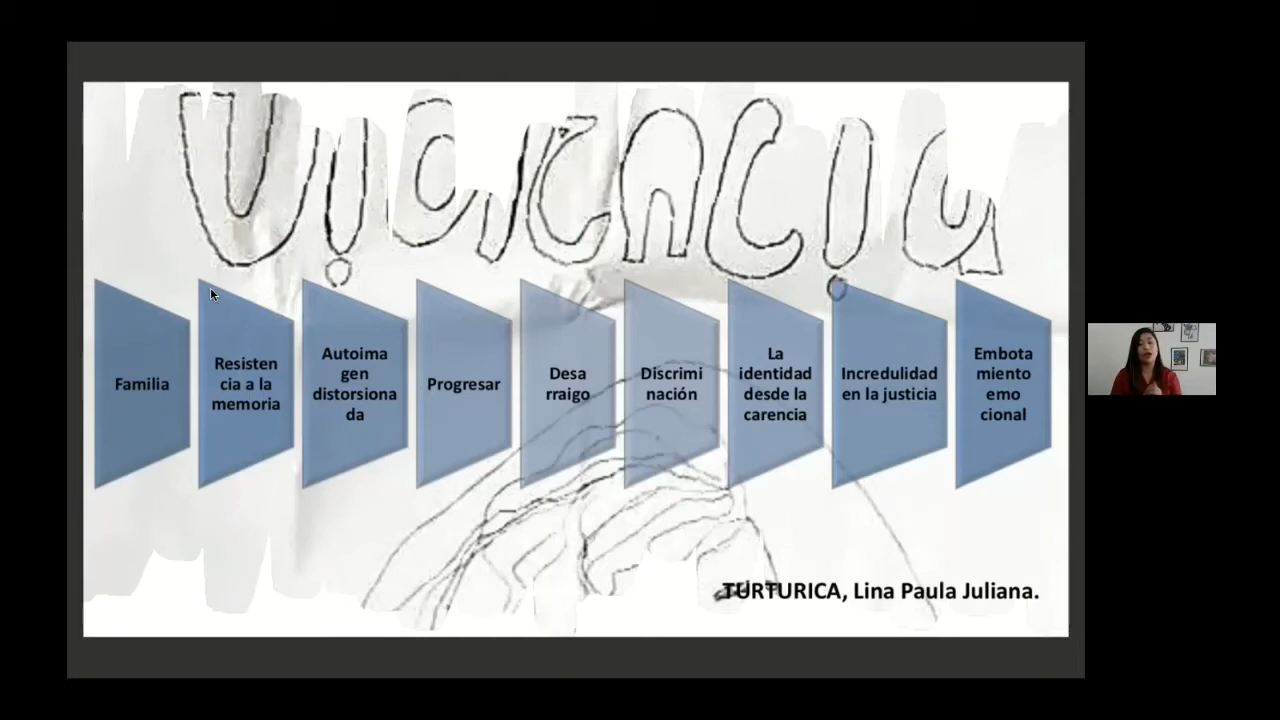 Familia
Resisten
cia a la
memoria
Autoima
gen
distorsiona
da
Progresar
Desa
rraigo
Discrimi
nación
La
identidad
desde la
carencia
Incredulidad
en la justicia
Embota
miento
emo
cional
TURTURICA, Lina Paula Juliana.